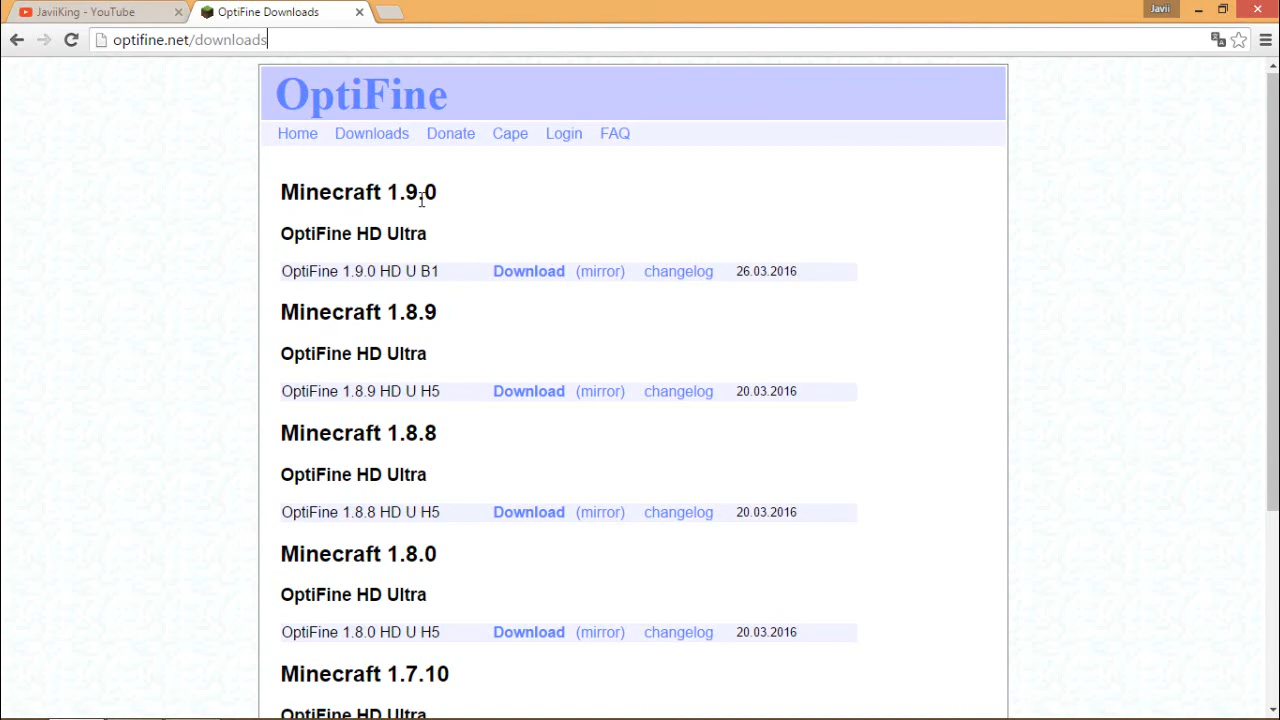 JaviiKing - YouTube
OptiFine Downloads
Javii
optifine.net/downloads
OptiFine
Home Downloads Donate Cape Login FAQ
Minecraft 1.9.0
OptiFine HD Ultra
OptiFine 1.9.0 HD U B1 Download (mirror) changelog 26.03.2016
Minecraft 1.8.9
OptiFine HD Ultra
OptiFine 1.8.9 HD U H5 Download (mirror) changelog 20.03.2016
Minecraft 1.8.8
OptiFine HD Ultra
OptiFine 1.8.8 HD U H5 Download (mirror) changelog 20.03.2016
Minecraft 1.8.0
OptiFine HD Ultra
OptiFine 1.8.0 HD U H5 Download (mirror) changelog 20.03.2016
Minecraft 1.7.10
OptiFine HD Ultra